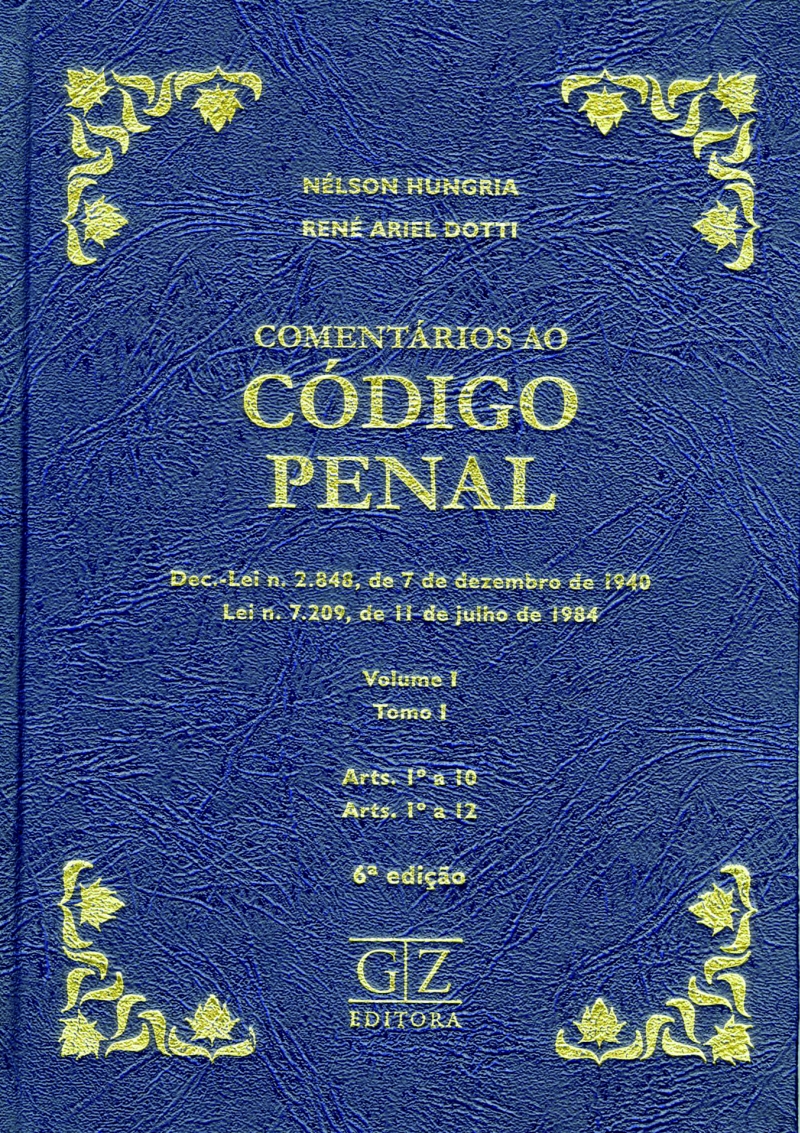 NÉLSON HUNGRIA
RENÉ ARIEL DOTTI
COMENTÁRIOS AO
CÓDIGO
PENAL
Dec.-Lei n. 2.848, de 7 de dezembro de 1940
Lei n. 7.209, de 11 de julho de 1984
Volume I
Tomo I
Arts. 1º a 10
Arts. 1º a 12
6ª edição
GZ
EDITORA